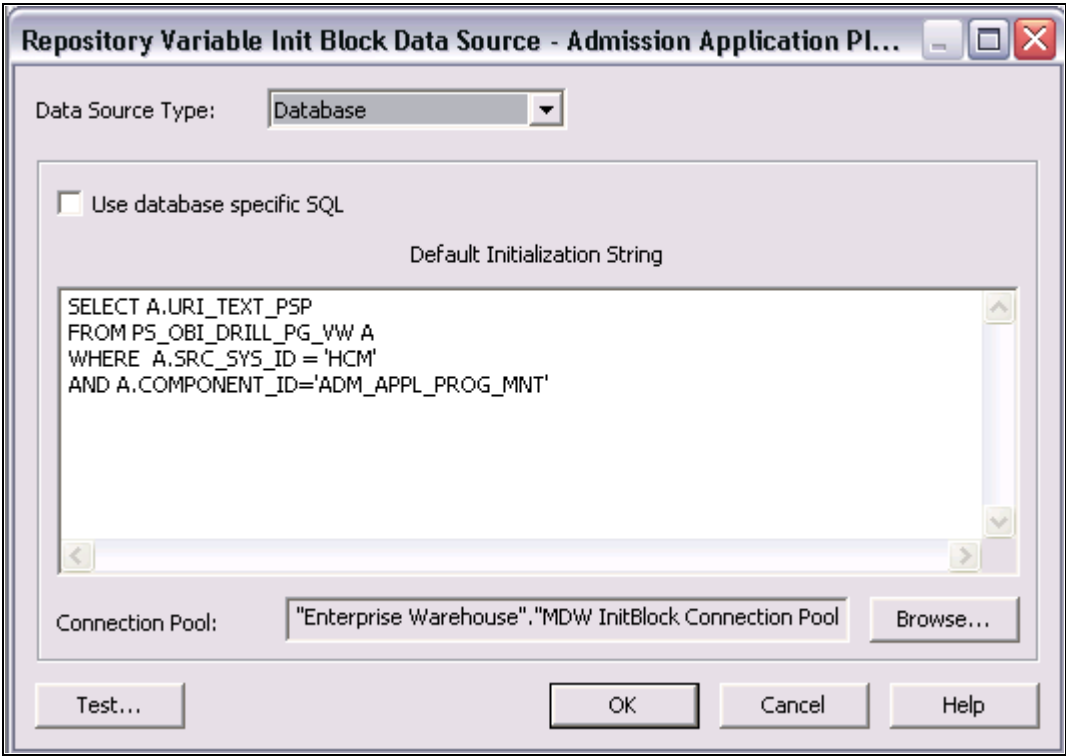 Repository Variable Init Block Data Source - Admission Application Pl...
Data Source Type: Database
Use database specific SQL
Default Initialization String
SELECT A.URI_TEXT_PSP
FROM PS_OBI_DRILL_PG_VW A
WHERE  A.SRC_SYS_ID = 'HCM'
AND A.COMPONENT_ID='ADM_APPL_PROG_MNT'
Connection Pool: "Enterprise Warehouse"."MDW InitBlock Connection Pool Browse...
Test... OK Cancel Help